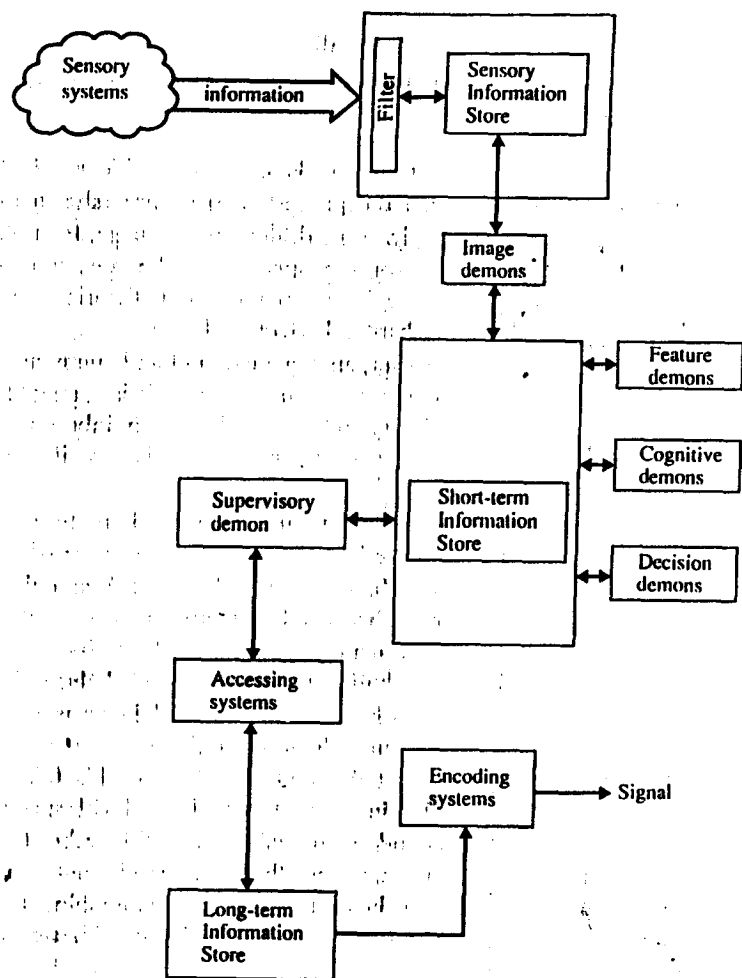 Sensory
systems
information
Filter
Sensory
Information
Store
Image
demons
Feature
demons
Cognitive
demons
Supervisory
demon
Short-term
Information
Store
Decision
demons
Accessing
systems
Encoding
systems
Signal
Long-term
Information
Store